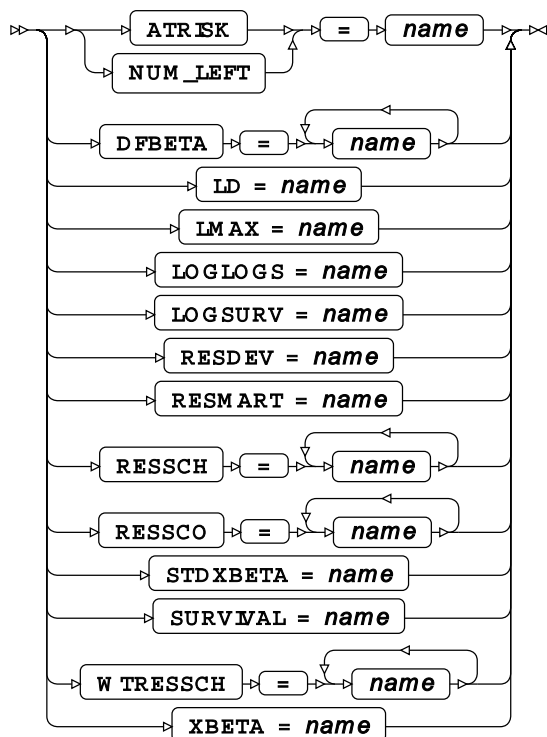 ATRISK = name
NUM_LEFT
DFBETA = name
LD = name
LMAX = name
LOGLOGS = name
LOGSURV = name
RESDEV = name
RESMART = name
RESSCH = name
RESSCO = name
STDXBETA = name
SURVIVAL = name
WTRESSCH = name
XBETA = name